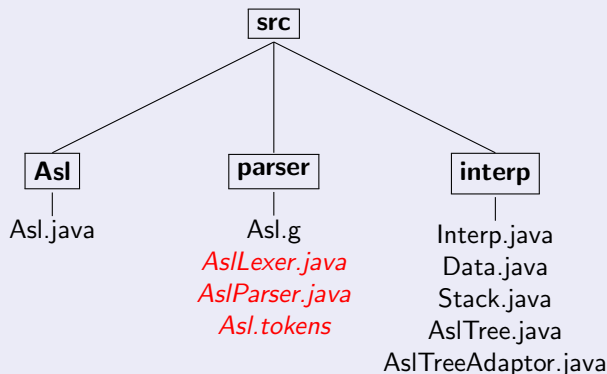 src
Asl
parser
interp
Asl.java
Asl.g
AslLexer.java
AslParser.java
Asl.tokens
Interp.java
Data.java
Stack.java
AslTree.java
AslTreeAdaptor.java